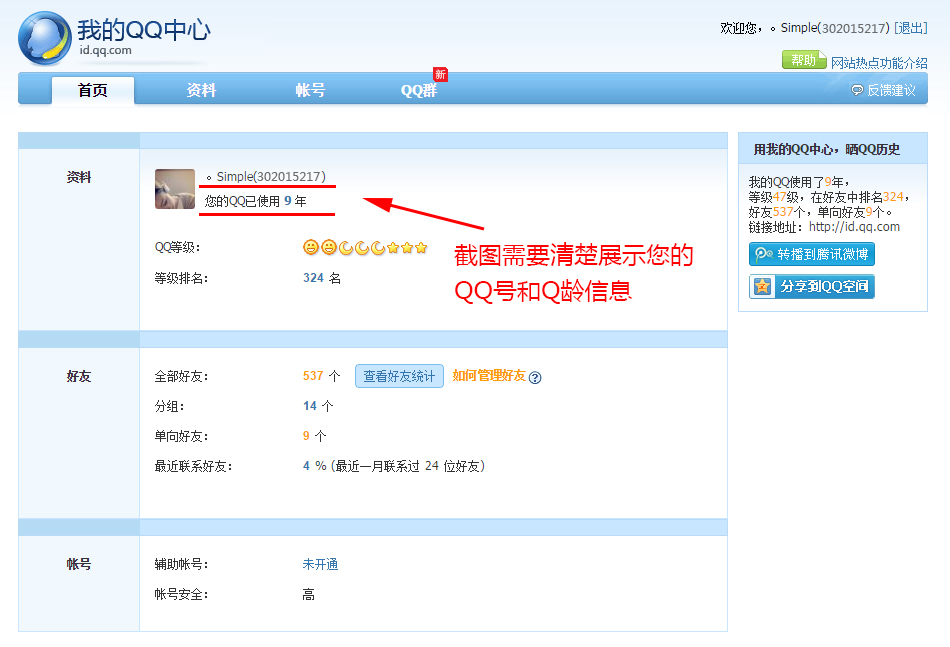 我的QQ中心
id.qq.com
欢迎您，。Simple(302015217) [退出]
帮助 网站热点功能介绍
首页 资料 帐号 QQ群 新
反馈建议
资料
。Simple(302015217)
您的QQ已使用 9 年
QQ等级：
等级排名： 324 名
截图需要清楚展示您的
QQ号和Q龄信息
好友
全部好友： 537 个 查看好友统计 如何管理好友 ?
分组： 14 个
单向好友： 9 个
最近联系好友： 4 % (最近一月联系过 24 位好友)
帐号
辅助帐号： 未开通
帐号安全： 高
用我的QQ中心，晒QQ历史
我的QQ使用了9年，
等级47级，在好友中排名324，
好友537个，单向好友9个。
链接地址：http://id.qq.com
转播到腾讯微博
分享到QQ空间